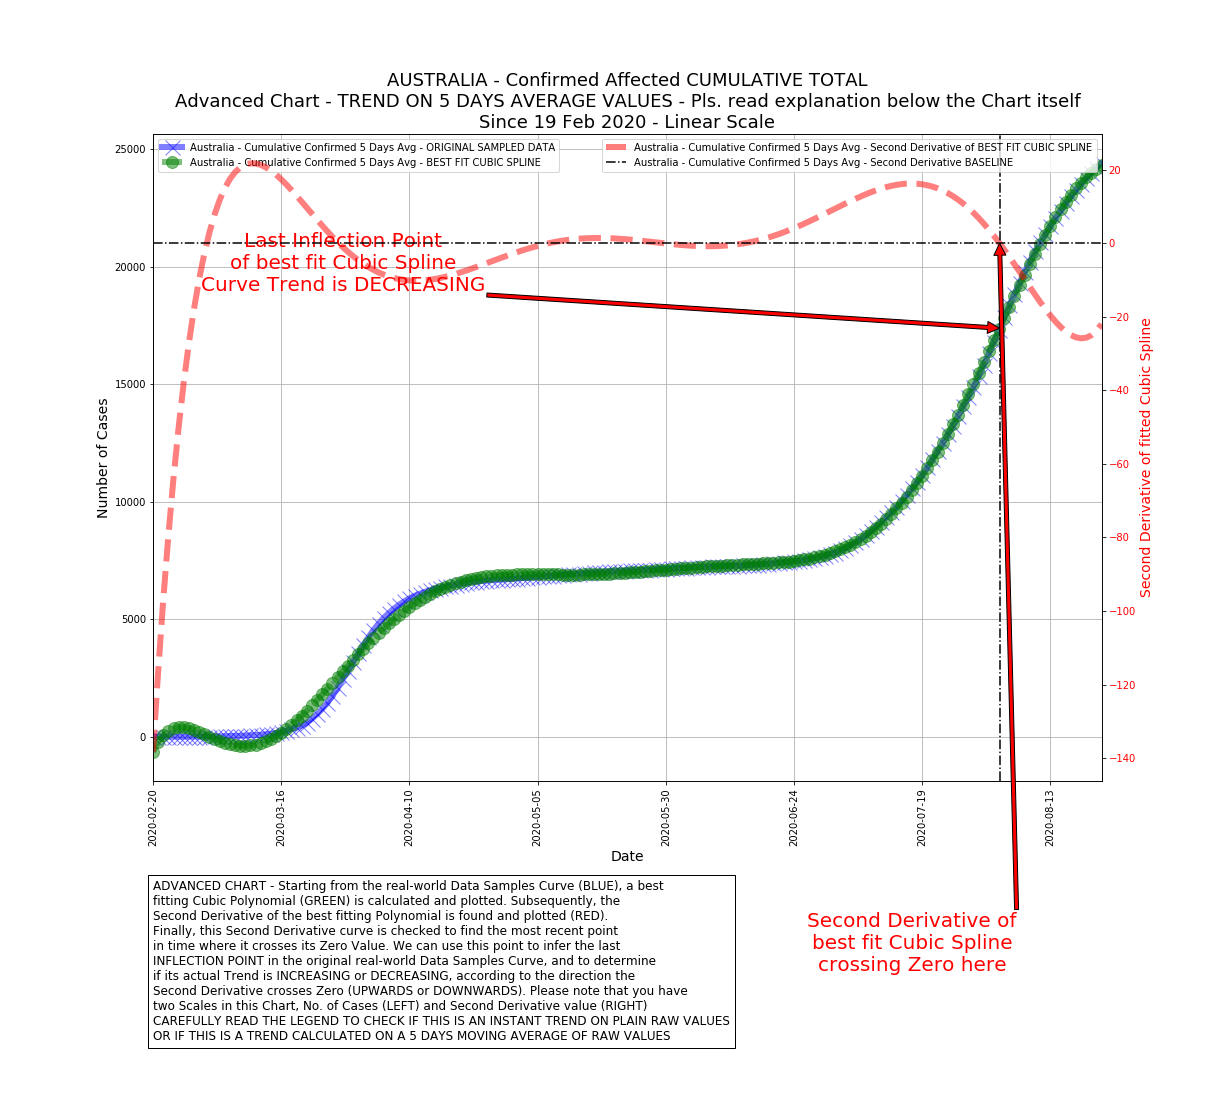 AUSTRALIA - Confirmed Affected CUMULATIVE TOTAL
Advanced Chart - TREND ON 5 DAYS AVERAGE VALUES - Pls. read explanation below the Chart itself
Since 19 Feb 2020 - Linear Scale
Australia - Cumulative Confirmed 5 Days Avg - ORIGINAL SAMPLED DATA
Australia - Cumulative Confirmed 5 Days Avg - BEST FIT CUBIC SPLINE
Australia - Cumulative Confirmed 5 Days Avg - Second Derivative of BEST FIT CUBIC SPLINE
Australia - Cumulative Confirmed 5 Days Avg - Second Derivative BASELINE
Number of Cases
25000
20000
15000
10000
5000
0
Last Inflection Point
of best fit Cubic Spline
Curve Trend is DECREASING
20
0
−20
−40
−60
−80
−100
−120
−140
Second Derivative of fitted Cubic Spline
2020-02-20
2020-03-16
2020-04-10
2020-05-05
2020-05-30
2020-06-24
2020-07-19
2020-08-13
Date
ADVANCED CHART - Starting from the real-world Data Samples Curve (BLUE), a best
fitting Cubic Polynomial (GREEN) is calculated and plotted. Subsequently, the
Second Derivative of the best fitting Polynomial is found and plotted (RED).
Finally, this Second Derivative curve is checked to find the most recent point
in time where it crosses its Zero Value. We can use this point to infer the last
INFLECTION POINT in the original real-world Data Samples Curve, and to determine
if its actual Trend is INCREASING or DECREASING, according to the direction the
Second Derivative crosses Zero (UPWARDS or DOWNWARDS). Please note that you have
two Scales in this Chart, No. of Cases (LEFT) and Second Derivative value (RIGHT)
CAREFULLY READ THE LEGEND TO CHECK IF THIS IS AN INSTANT TREND ON PLAIN RAW VALUES
OR IF THIS IS A TREND CALCULATED ON A 5 DAYS MOVING AVERAGE OF RAW VALUES
Second Derivative of
best fit Cubic Spline
crossing Zero here